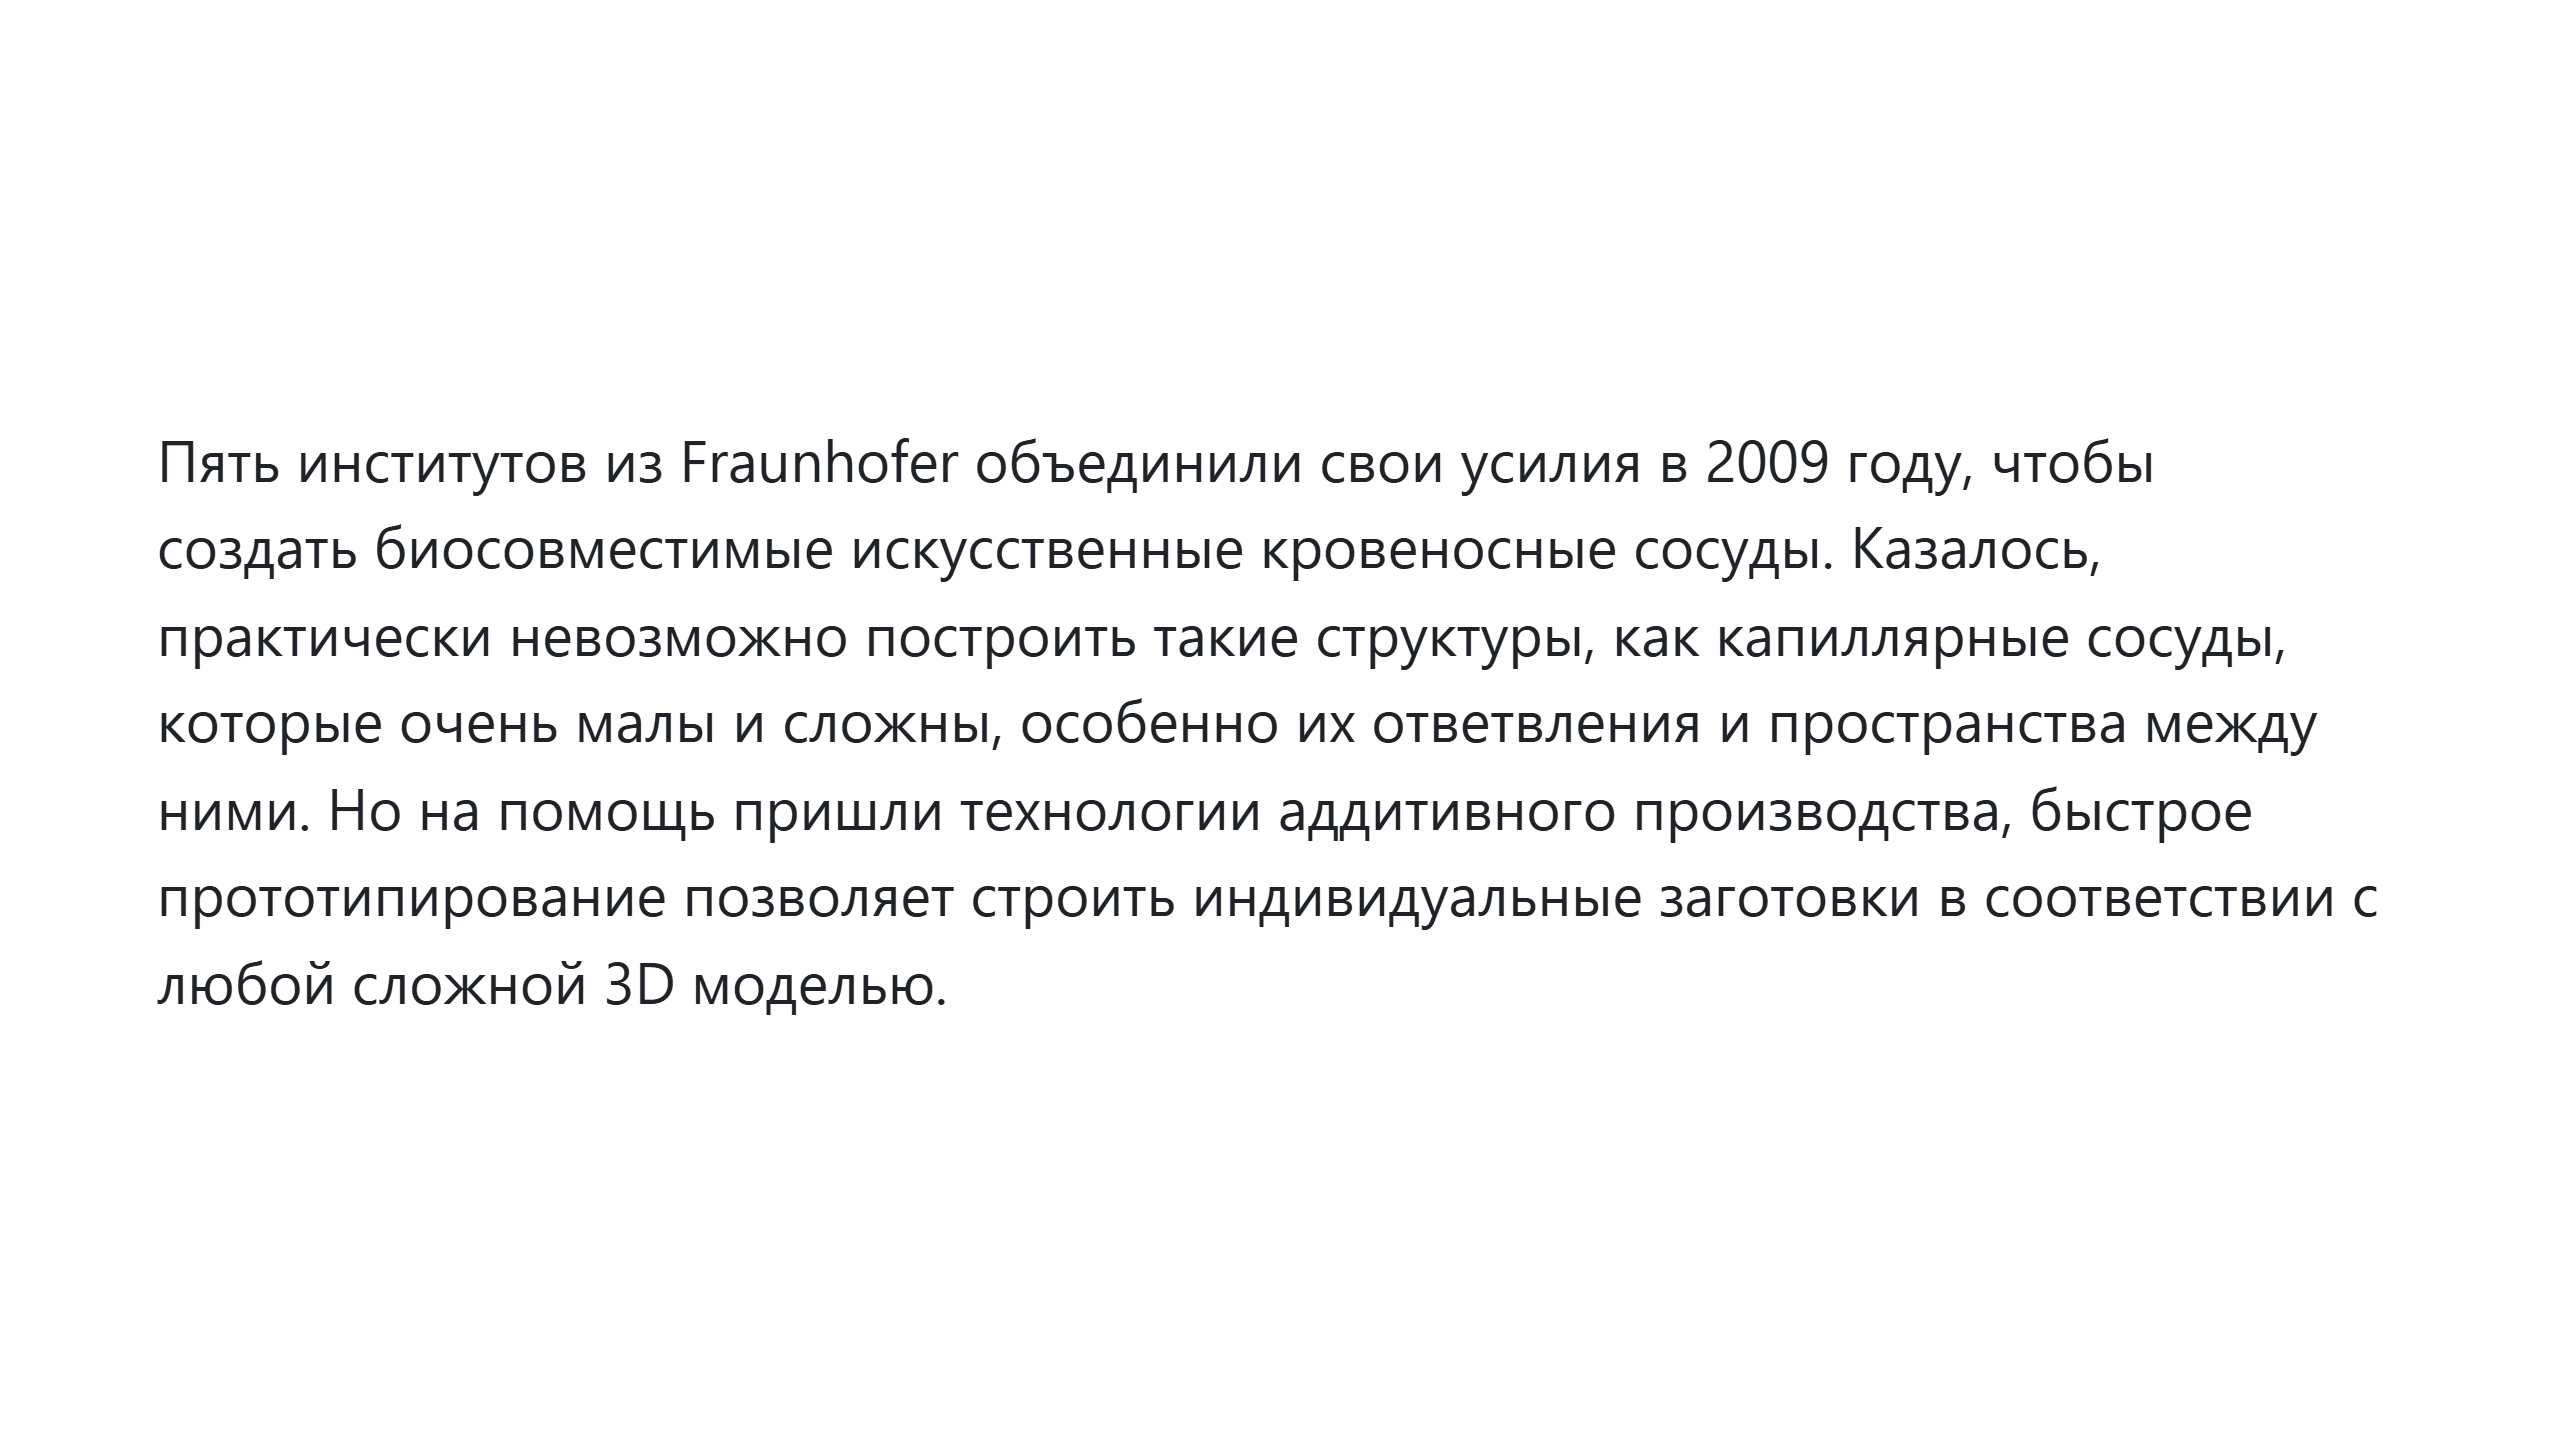 Пять институтов из Fraunhofer объединили свои усилия в 2009 году, чтобы
создать биосовместимые искусственные кровеносные сосуды. Казалось,
практически невозможно построить такие структуры, как капиллярные сосуды,
которые очень малы и сложны, особенно их ответвления и пространства между
ними. Но на помощь пришли технологии аддитивного производства, быстрое
прототипирование позволяет строить индивидуальные заготовки в соответствии с
любой сложной 3D моделью.